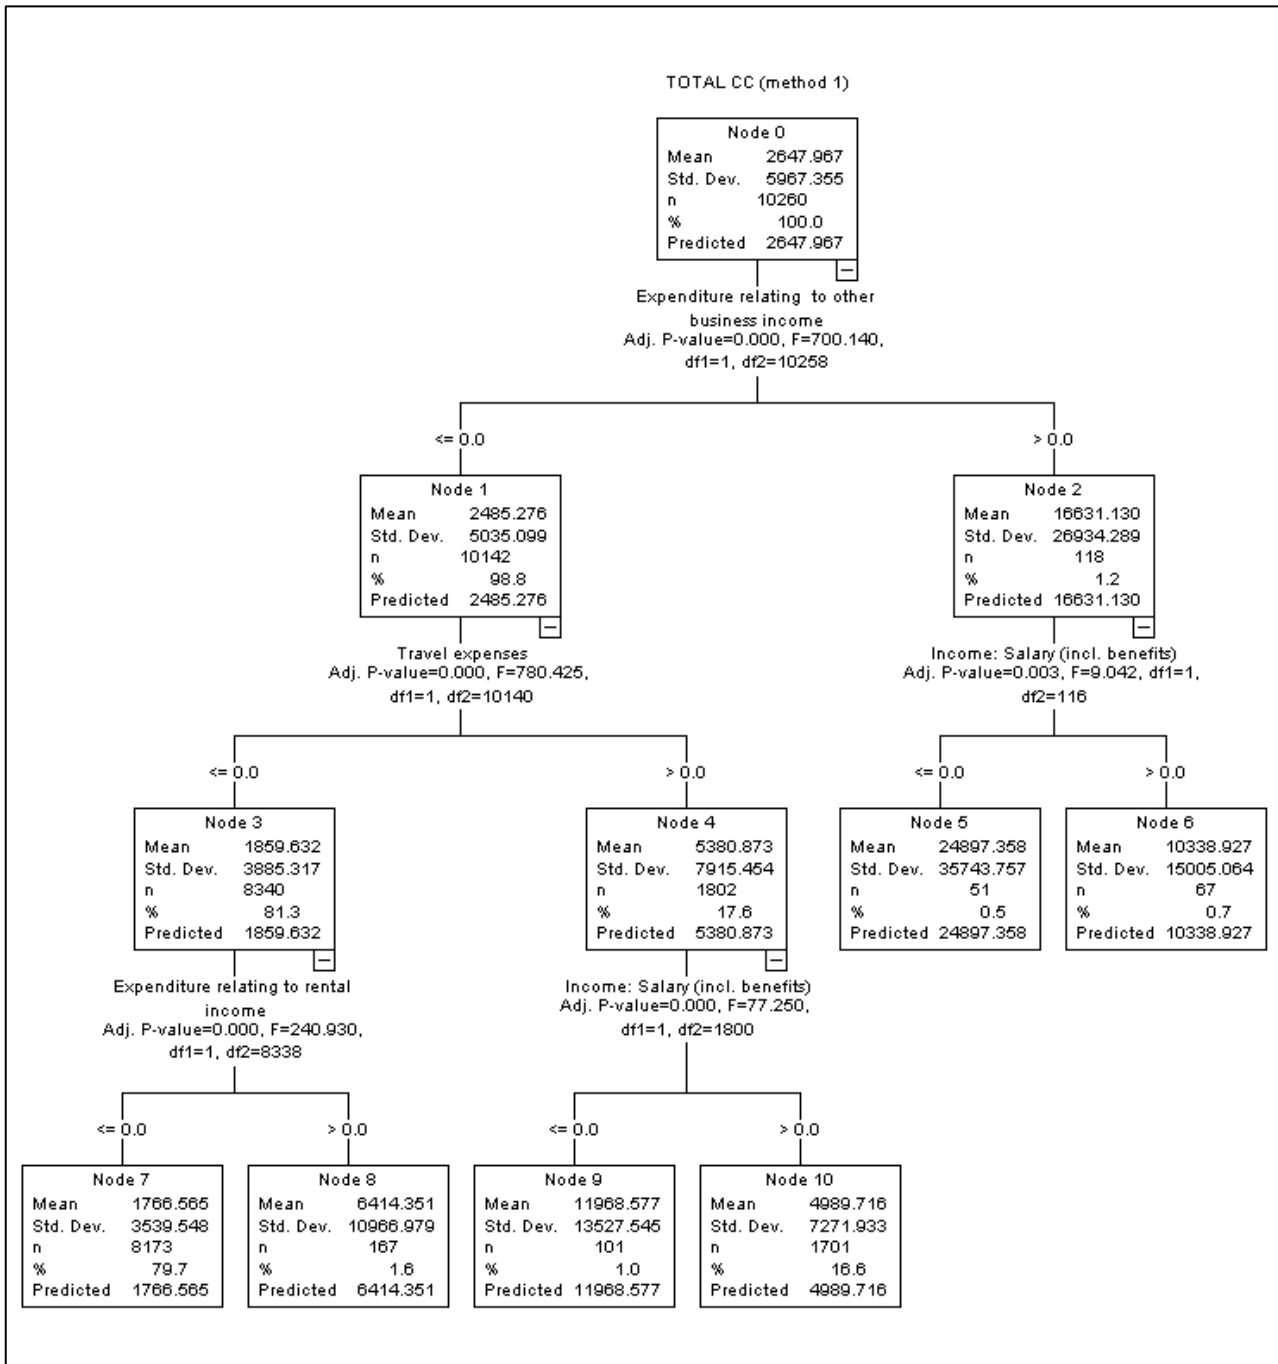 TOTAL CC (method 1)
Node 0
Mean 2647.967
Std. Dev. 5967.355
n 10260
% 100.0
Predicted 2647.967
Expenditure relating to other
business income
Adj. P-value=0.000, F=700.140,
df1=1, df2=10258
<= 0.0
> 0.0
Node 1
Mean 2485.276
Std. Dev. 5035.099
n 10142
% 98.8
Predicted 2485.276
Node 2
Mean 16631.130
Std. Dev. 26934.289
n 118
% 1.2
Predicted 16631.130
Travel expenses
Adj. P-value=0.000, F=780.425,
df1=1, df2=10140
Income: Salary (incl. benefits)
Adj. P-value=0.003, F=9.042, df1=1,
df2=116
<= 0.0
> 0.0
<= 0.0
> 0.0
Node 3
Mean 1859.632
Std. Dev. 3885.317
n 8340
% 81.3
Predicted 1859.632
Node 4
Mean 5380.873
Std. Dev. 7915.454
n 1802
% 17.6
Predicted 5380.873
Node 5
Mean 24897.358
Std. Dev. 35743.757
n 51
% 0.5
Predicted 24897.358
Node 6
Mean 10338.927
Std. Dev. 15005.064
n 67
% 0.7
Predicted 10338.927
Expenditure relating to rental
income
Adj. P-value=0.000, F=240.930,
df1=1, df2=8338
Income: Salary (incl. benefits)
Adj. P-value=0.000, F=77.250,
df1=1, df2=1800
<= 0.0
> 0.0
<= 0.0
> 0.0
Node 7
Mean 1766.565
Std. Dev. 3539.548
n 8173
% 79.7
Predicted 1766.565
Node 8
Mean 6414.351
Std. Dev. 10966.979
n 167
% 1.6
Predicted 6414.351
Node 9
Mean 11968.577
Std. Dev. 13527.545
n 101
% 1.0
Predicted 11968.577
Node 10
Mean 4989.716
Std. Dev. 7271.933
n 1701
% 16.6
Predicted 4989.716